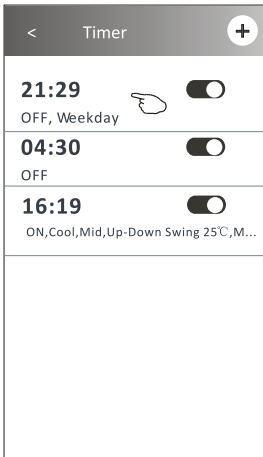 < Timer +
21:29
OFF, Weekday
04:30
OFF
16:19
ON,Cool,Mid,Up-Down Swing 25℃,M...